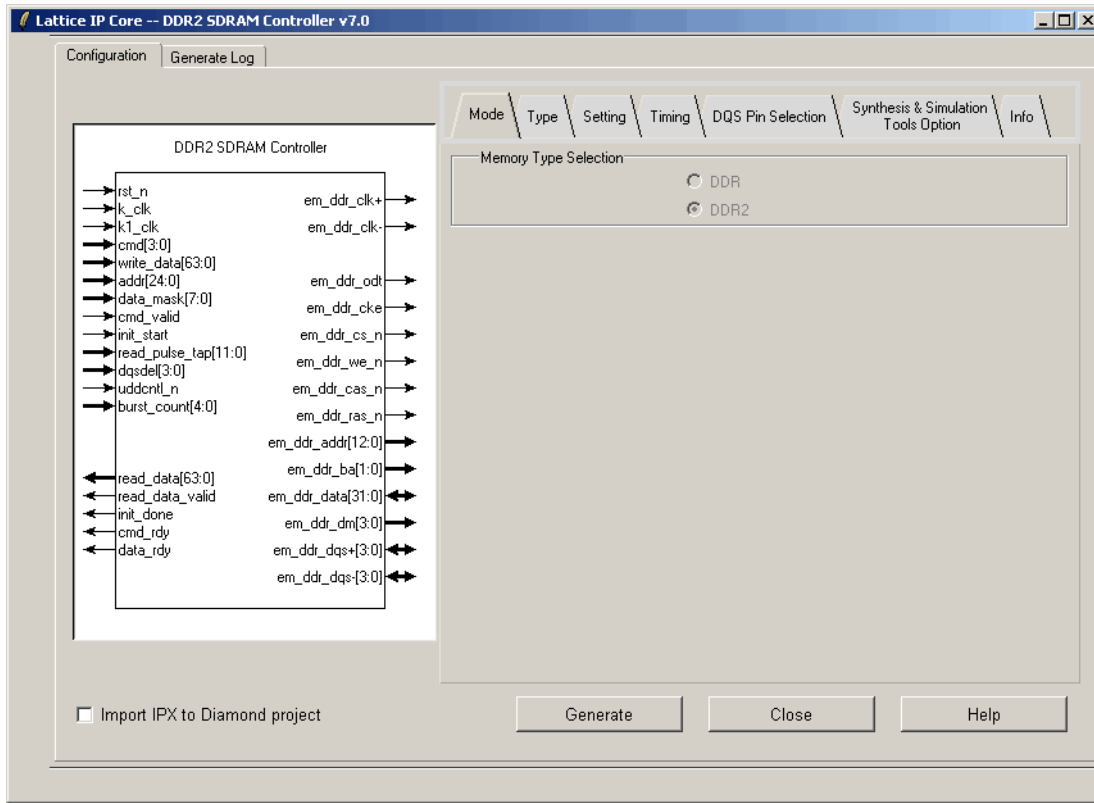 Lattice IP Core -- DDR2 SDRAM Controller v7.0
Configuration
Generate Log
DDR2 SDRAM Controller
rst_n
k_clk
k1_clk
cmd[3:0]
write_data[63:0]
addr[24:0]
data_mask[7:0]
cmd_valid
init_start
read_pulse_tap[11:0]
dqsdel[3:0]
uddcntl_n
burst_count[4:0]
read_data[63:0]
read_data_valid
init_done
cmd_rdy
data_rdy
em_ddr_clk+
em_ddr_clk-
em_ddr_odt
em_ddr_cke
em_ddr_cs_n
em_ddr_we_n
em_ddr_cas_n
em_ddr_ras_n
em_ddr_addr[12:0]
em_ddr_ba[1:0]
em_ddr_data[31:0]
em_ddr_dm[3:0]
em_ddr_dqs+[3:0]
em_ddr_dqs-[3:0]
Mode
Type
Setting
Timing
DQS Pin Selection
Synthesis & Simulation
Tools Option
Info
Memory Type Selection
DDR
DDR2
Import IPX to Diamond project
Generate
Close
Help